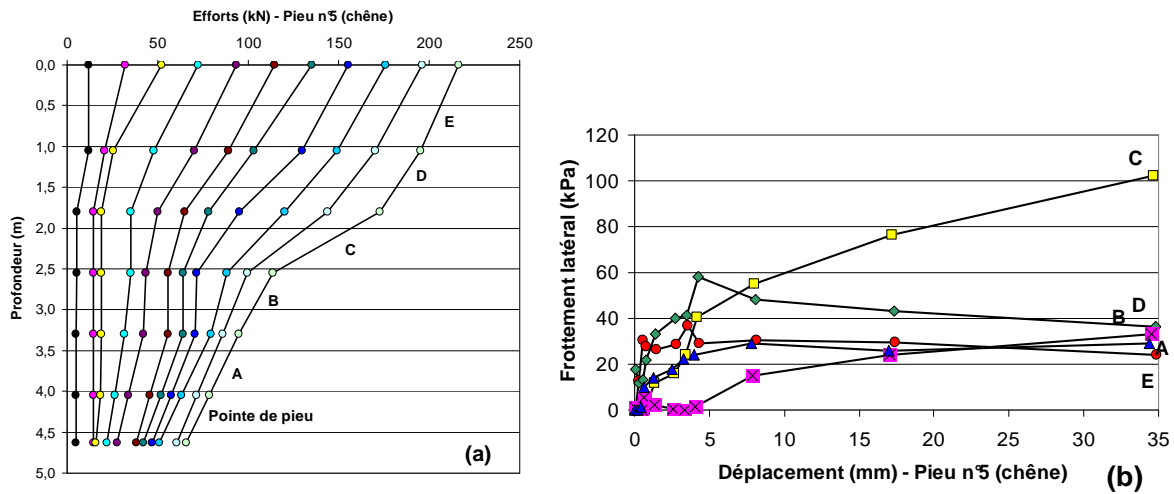 Efforts (kN) - Pieu n°5 (chêne)
0 50 100 150 200 250
0,0
0,5
1,0
1,5
2,0
2,5
3,0
3,5
4,0
4,5
5,0
Profondeur (m)
E
D
C
B
A
Pointe de pieu
(a)
120
100
80
60
40
20
0
Frottement latéral (kPa)
C
D
B
A
E
0 5 10 15 20 25 30 35
Déplacement (mm) - Pieu n°5 (chêne)
(b)